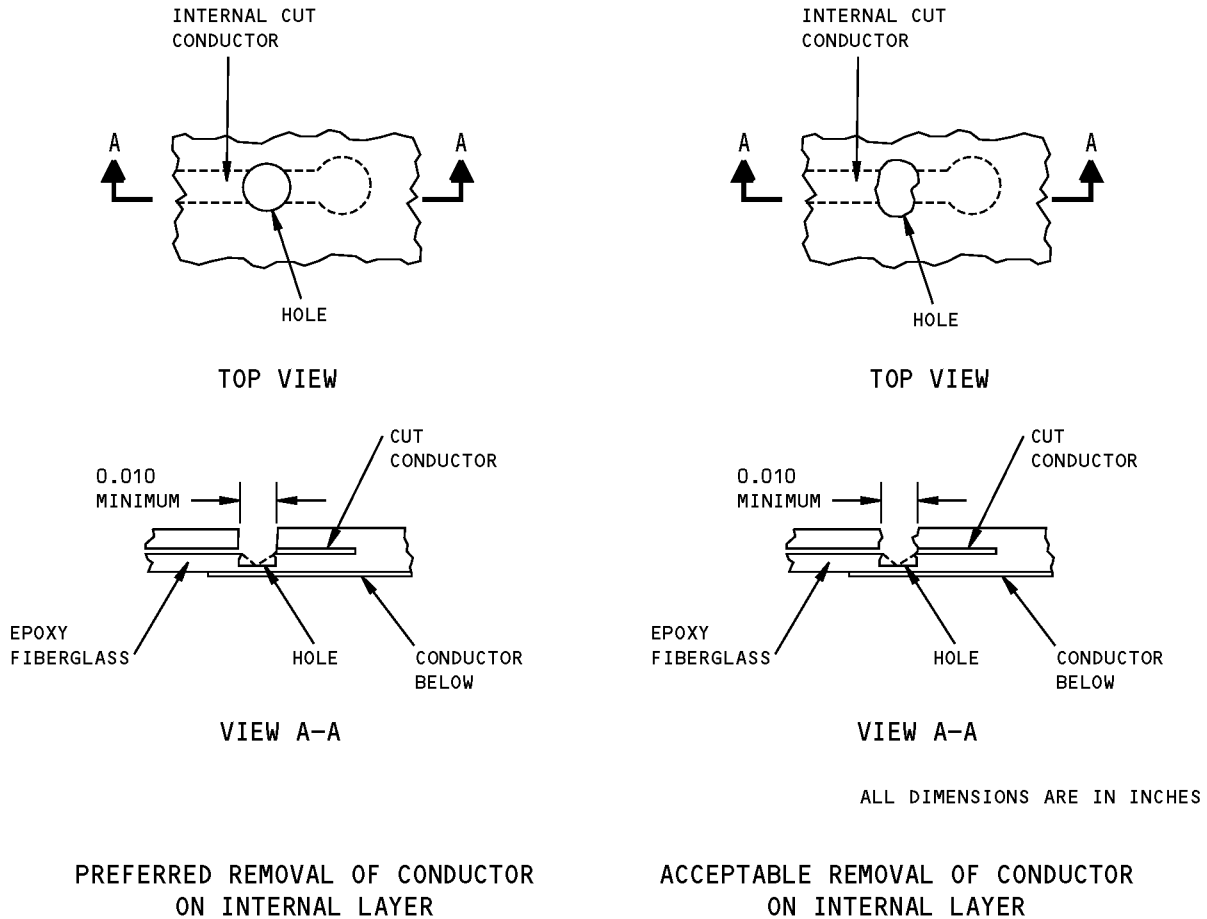 INTERNAL CUT
CONDUCTOR
A
A
HOLE
TOP VIEW
CUT
CONDUCTOR
0.010
MINIMUM
EPOXY
FIBERGLASS
HOLE
CONDUCTOR
BELOW
VIEW A-A
PREFERRED REMOVAL OF CONDUCTOR
ON INTERNAL LAYER
INTERNAL CUT
CONDUCTOR
A
A
HOLE
TOP VIEW
CUT
CONDUCTOR
0.010
MINIMUM
EPOXY
FIBERGLASS
HOLE
CONDUCTOR
BELOW
VIEW A-A
ALL DIMENSIONS ARE IN INCHES
ACCEPTABLE REMOVAL OF CONDUCTOR
ON INTERNAL LAYER